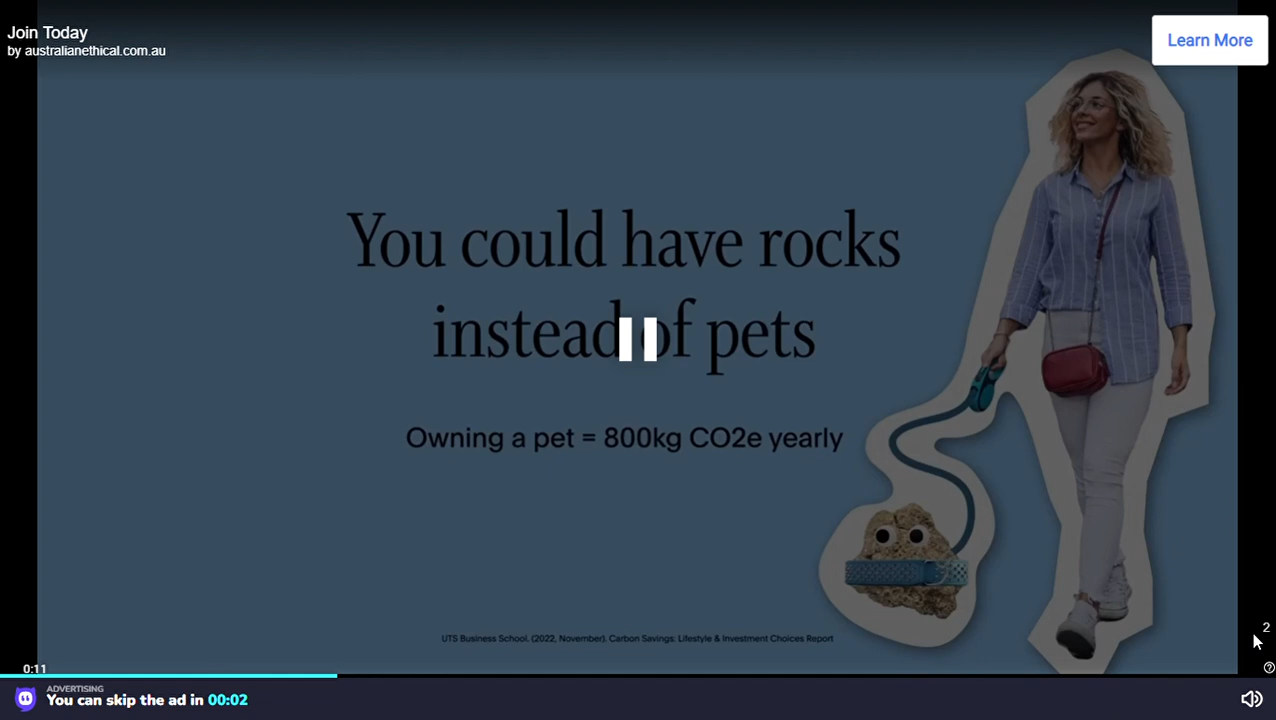 Join Today
by australianethical.com.au
Learn More
You could have rocks
instead of pets
Owning a pet = 800kg CO2e yearly
UTS Business School. (2022, November). Carbon Savings: Lifestyle & Investment Choices Report
2
0:11
ADVERTISING
You can skip the ad in 00:02